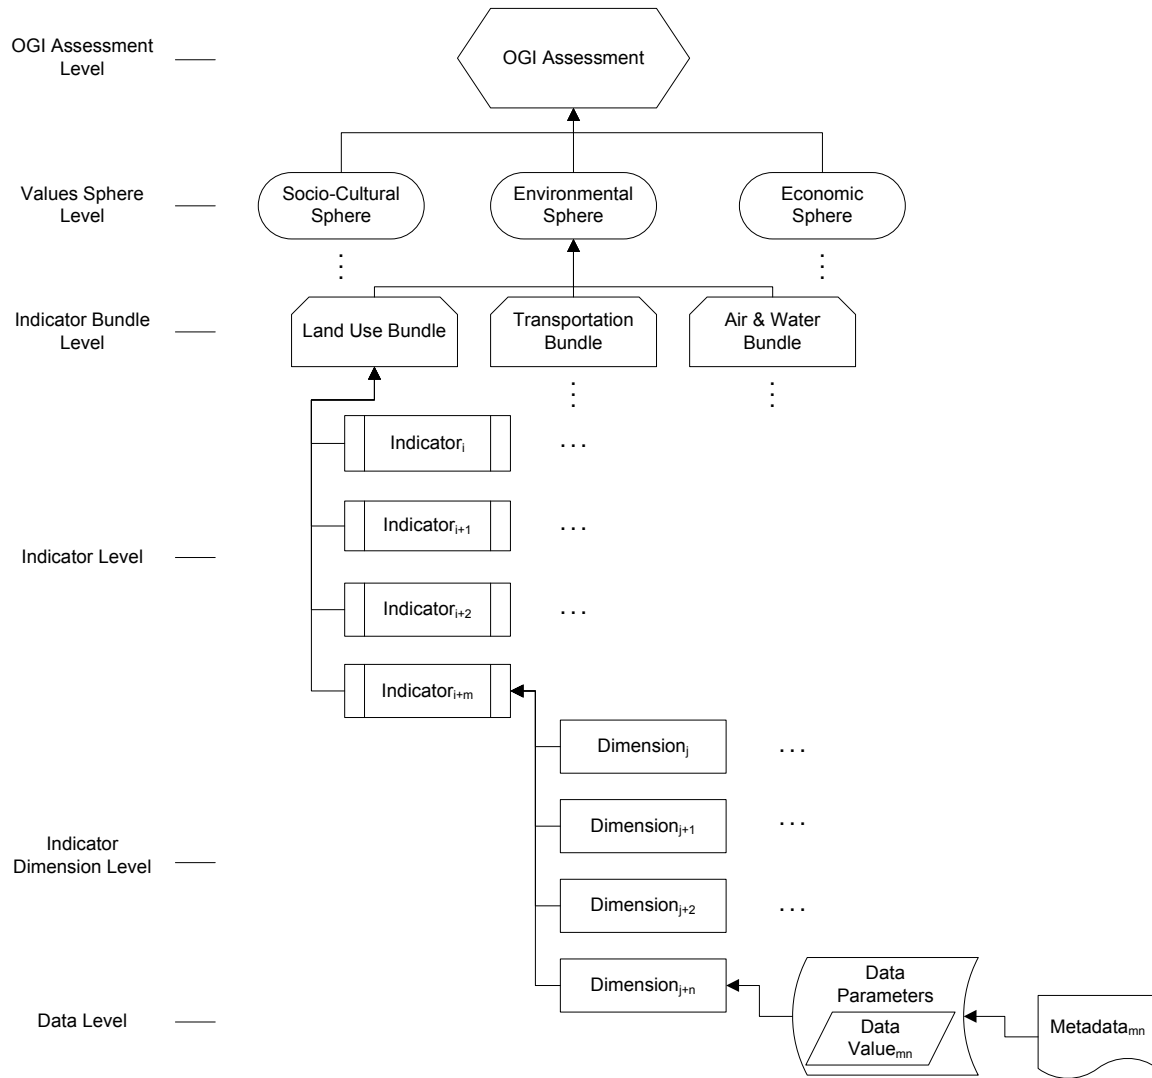 OGI Assessment
Level
OGI Assessment
Values Sphere
Level
Socio-Cultural
Sphere
Environmental
Sphere
Economic
Sphere
Indicator Bundle
Level
Land Use Bundle
Transportation
Bundle
Air & Water
Bundle
Indicator Level
Indicatori
Indicatori+1
Indicatori+2
Indicatori+m
Indicator
Dimension Level
Dimensionj
Dimensionj+1
Dimensionj+2
Dimensionj+n
Data Level
Data
Parameters
Data
Valuemn
Metadatamn